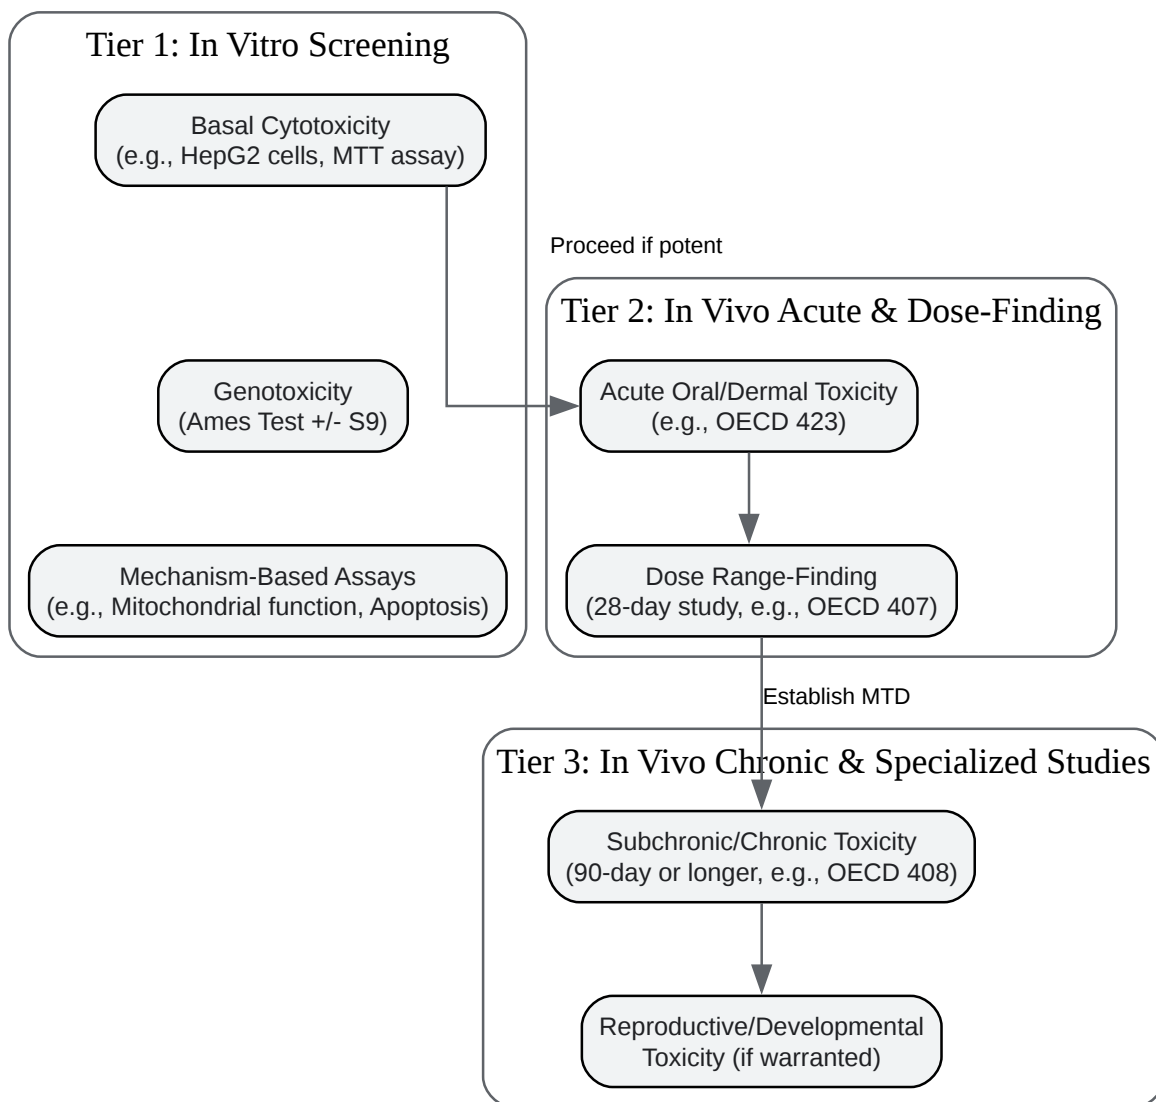 Tier 1: In Vitro Screening
Basal Cytotoxicity
(e.g., HepG2 cells, MTT assay)
Genotoxicity
(Ames Test +/- S9)
Mechanism-Based Assays
(e.g., Mitochondrial function, Apoptosis)
Proceed if potent
Tier 2: In Vivo Acute & Dose-Finding
Acute Oral/Dermal Toxicity
(e.g., OECD 423)
Dose Range-Finding
(28-day study, e.g., OECD 407)
Establish MTD
Tier 3: In Vivo Chronic & Specialized Studies
Subchronic/Chronic Toxicity
(90-day or longer, e.g., OECD 408)
Reproductive/Developmental
Toxicity (if warranted)